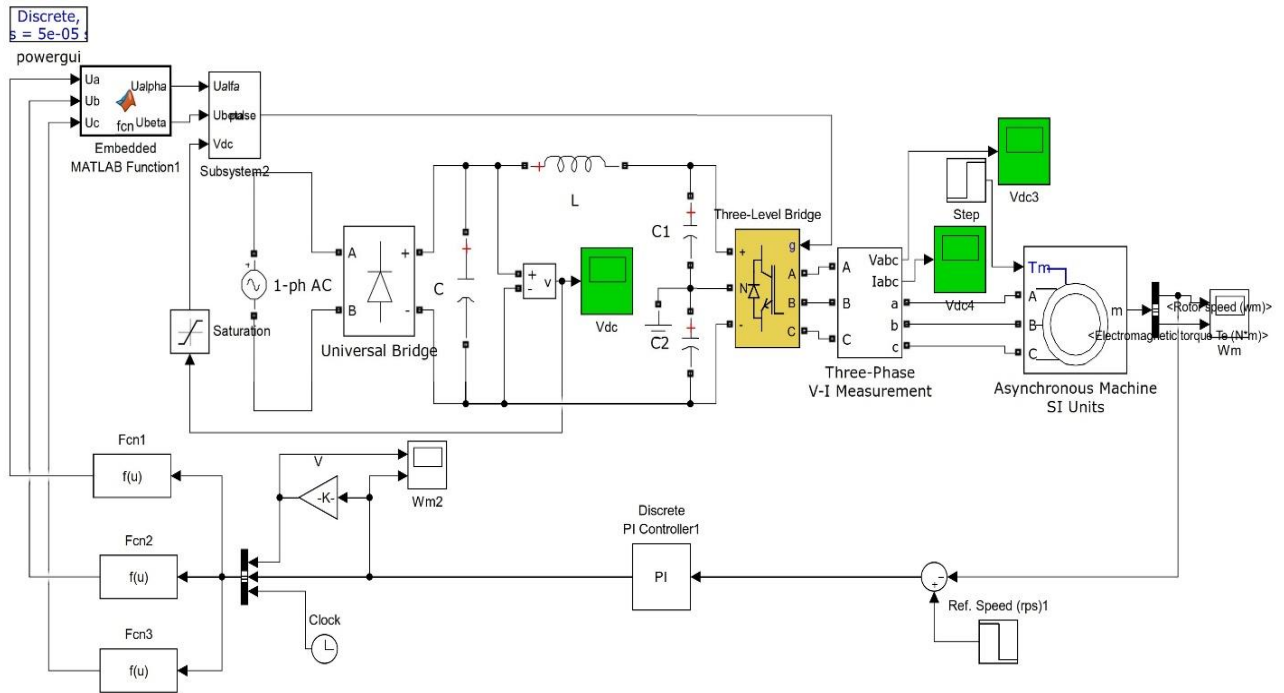 Discrete,
s = 5e-05 s
powergui
Ua
Ub
Uc
Ualpha
Ubeta
fcn
Embedded
MATLAB Function1
Ualfa
Ubeta
pulse
Vdc
Subsystem2
Saturation
1-ph AC
A
B
+
-
Universal Bridge
+
C
+
L
+
-
v
Vdc
+
C1
+
C2
Three-Level Bridge
g
+
N
-
A
B
C
A
B
C
Vabc
Iabc
a
b
c
Three-Phase
V-I Measurement
Vdc3
Step
Vdc4
Tm
A
B
C
m
Asynchronous Machine
SI Units
<Rotor speed (wm)>
<Electromagnetic torque Te (N*m)>
Wm
Fcn1
f(u)
Fcn2
f(u)
Fcn3
f(u)
V
-K-
Wm2
Clock
Discrete
PI Controller1
PI
-
+
Ref. Speed (rps)1